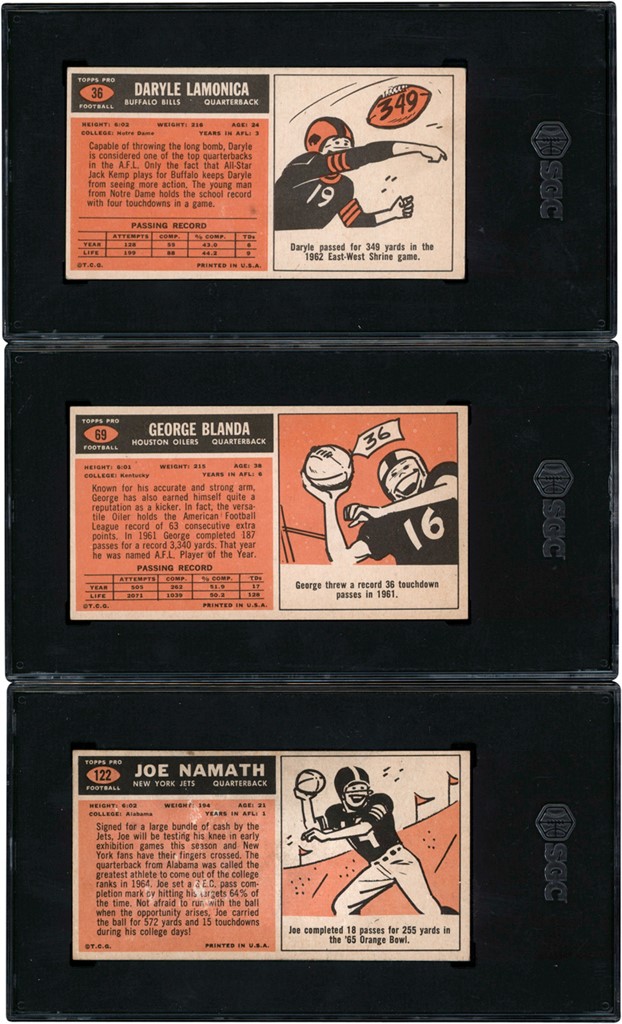 TOPPS PRO
36
FOOTBALL
DARYLE LAMONICA
BUFFALO BILLS QUARTERBACK
HEIGHT: 6:02 WEIGHT: 218 AGE: 24
COLLEGE: Notre Dame YEARS IN AFL: 3
Capable of throwing the long bomb, Daryle
is considered one of the top quarterbacks
in the A.F.L. Only the fact that All-Star
Jack Kemp plays for Buffalo keeps Daryle
from seeing more action. The young man
from Notre Dame holds the school record
with four touchdowns in a game.
PASSING RECORD
ATTEMPTS COMP. % COMP. TDs
YEAR 128 55 43.0 6
LIFE 199 88 44.2 9
©T.C.G. PRINTED IN U.S.A.
349
19
Daryle passed for 349 yards in the
1962 East-West Shrine game.
SGC
TOPPS PRO
69
FOOTBALL
GEORGE BLANDA
HOUSTON OILERS QUARTERBACK
HEIGHT: 6:01 WEIGHT: 215 AGE: 38
COLLEGE: Kentucky YEARS IN AFL: 6
Known for his accurate and strong arm,
George has also earned himself quite a
reputation as a kicker. In fact, the versa-
tile Oiler holds the American Football
League record of 63 consecutive extra
points. In 1961 George completed 187
passes for a record 3,340 yards. That year
he was named A.F.L. Player of the Year.
PASSING RECORD
ATTEMPTS COMP. % COMP. TDs
YEAR 505 262 51.9 17
LIFE 2071 1039 50.2 128
©T.C.G. PRINTED IN U.S.A.
36
16
George threw a record 36 touchdown
passes in 1961.
SGC
TOPPS PRO
122
FOOTBALL
JOE NAMATH
NEW YORK JETS QUARTERBACK
HEIGHT: 6:02 WEIGHT: 194 AGE: 21
COLLEGE: Alabama YEARS IN AFL: 1
Signed for a large bundle of cash by the
Jets, Joe will be testing his knee in early
exhibition games this season and New
York fans have their fingers crossed. The
quarterback from Alabama was called the
greatest athlete to come out of the college
ranks in 1964. Joe set a S.E.C. pass com-
pletion mark by hitting his targets 64% of
the time. Not afraid to run with the ball
when the opportunity arises, Joe carried
the ball for 572 yards and 15 touchdowns
during his college days!
©T.C.G. PRINTED IN U.S.A.
Joe completed 18 passes for 255 yards in
the '65 Orange Bowl.
SGC